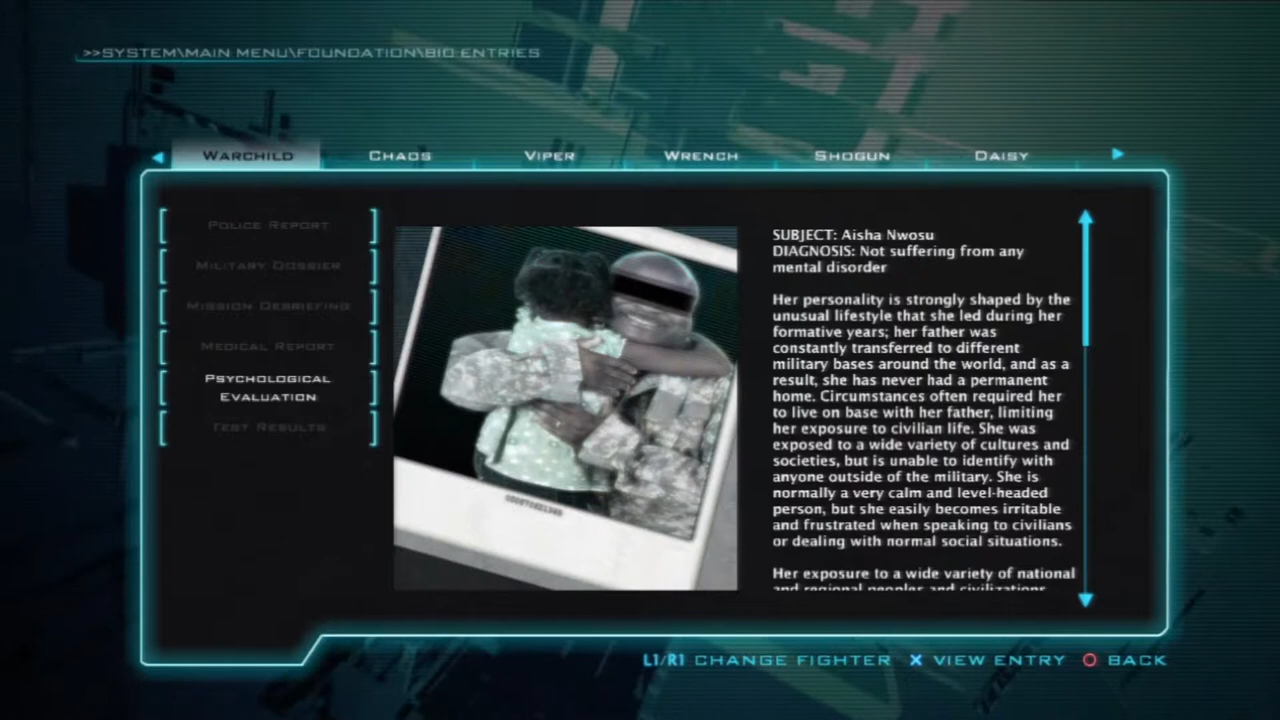 >>SYSTEM\MAIN MENU\FOUNDATION\BIO ENTRIES
WARCHILD CHAOS VIPER WRENCH SHOGUN DAISY
POLICE REPORT
MILITARY DOSSIER
MISSION DEBRIEFING
MEDICAL REPORT
PSYCHOLOGICAL
EVALUATION
TEST RESULTS
SUBJECT: Aisha Nwosu
DIAGNOSIS: Not suffering from any
mental disorder
Her personality is strongly shaped by the
unusual lifestyle that she led during her
formative years; her father was
constantly transferred to different
military bases around the world, and as a
result, she has never had a permanent
home. Circumstances often required her
to live on base with her father, limiting
her exposure to civilian life. She was
exposed to a wide variety of cultures and
societies, but is unable to identify with
anyone outside of the military. She is
normally a very calm and level-headed
person, but she easily becomes irritable
and frustrated when speaking to civilians
or dealing with normal social situations.
Her exposure to a wide variety of national
and regional peoples and civilizations
L1/R1 CHANGE FIGHTER X VIEW ENTRY O BACK